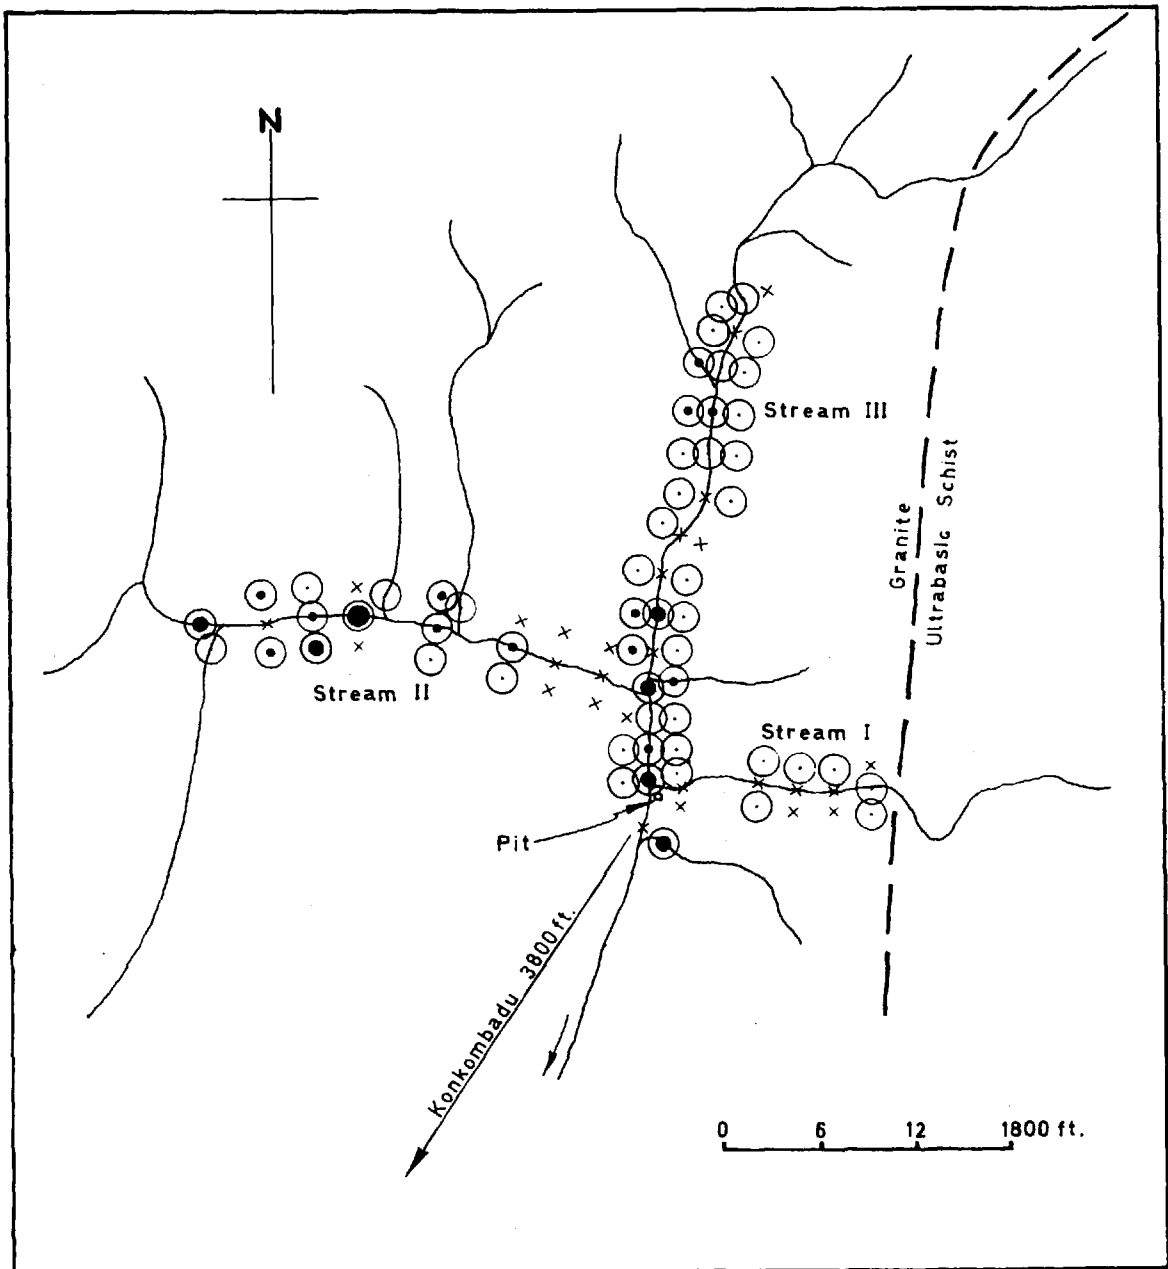 N
Stream III
Granite
Ultrabasic Schist
Stream II
Stream I
Pit
Konkombadu 3800 ft.
0 6 12 1800 ft.